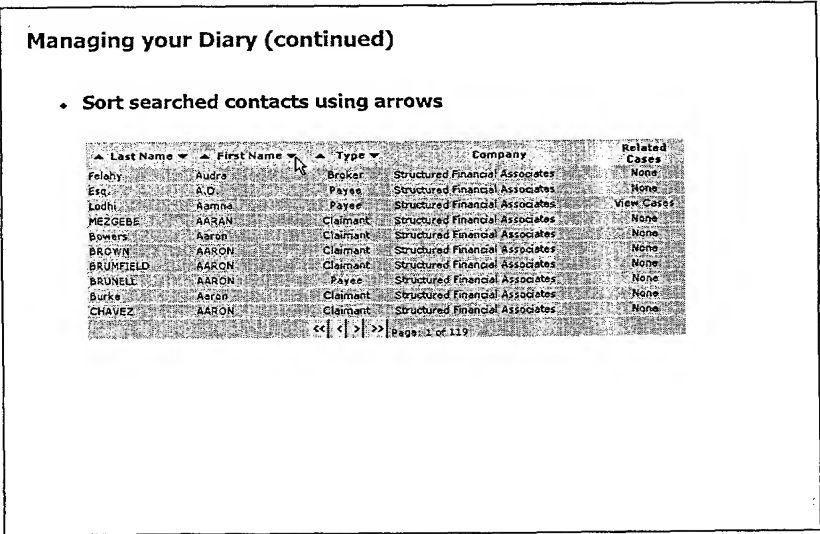 Managing your Diary (continued)
• Sort searched contacts using arrows
▲ Last Name ▼ ▲ First Name ▼ ▲ Type ▼ Company Related Cases
Felahy Audra Broker Structured Financial Associates None
Esq. A.D. Payee Structured Financial Associates None
Lodhi Aamna Payee Structured Financial Associates View Cases
MEZGEBE AARAN Claimant Structured Financial Associates None
Bowers Aaron Claimant Structured Financial Associates None
BROWN AARON Claimant Structured Financial Associates None
BRUMFIELD AARON Claimant Structured Financial Associates None
BRUNELL AARON Payee Structured Financial Associates None
Burke Aaron Claimant Structured Financial Associates None
CHAVEZ AARON Claimant Structured Financial Associates None
<<| <| >| >>| Page: 1 of 119